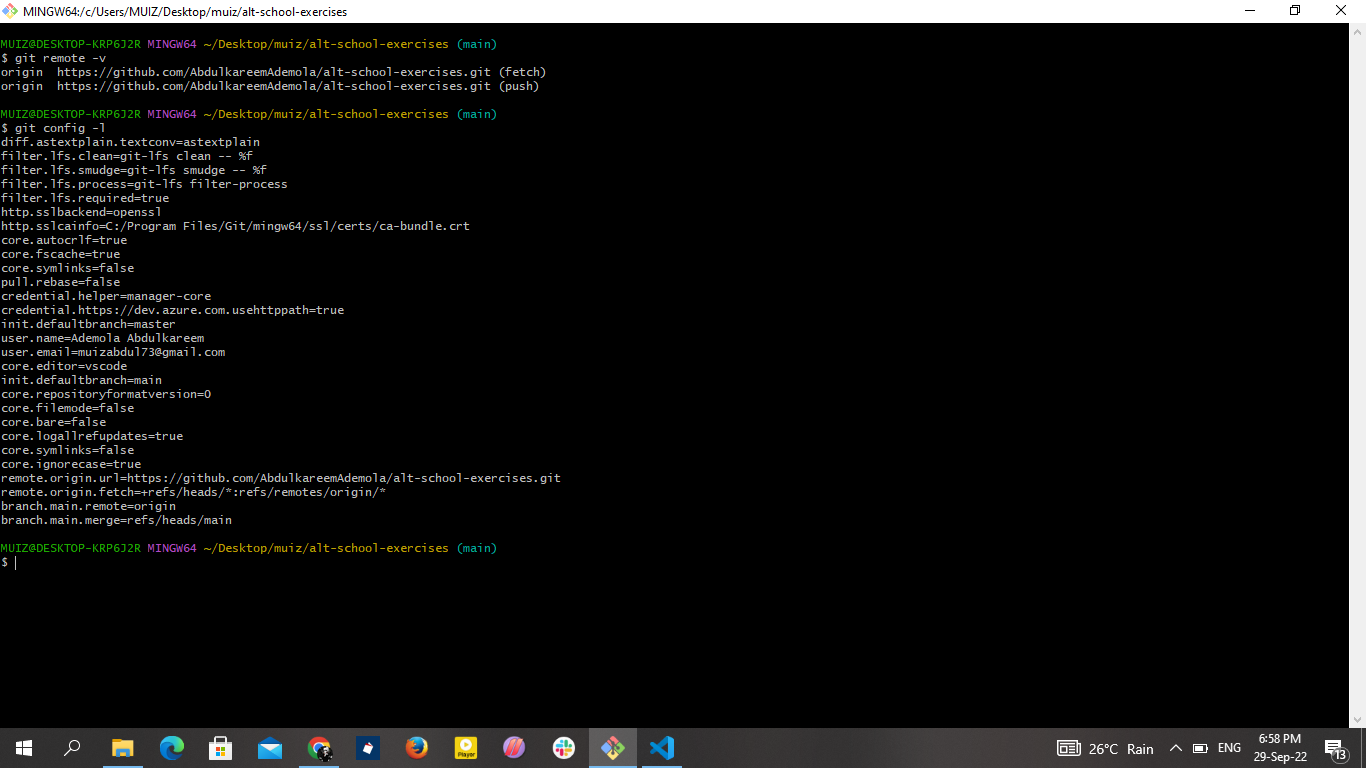 MINGW64:/c/Users/MUIZ/Desktop/muiz/alt-school-exercises
MUIZ@DESKTOP-KRP6J2R MINGW64 ~/Desktop/muiz/alt-school-exercises (main)
$ git remote -v
origin  https://github.com/AbdulkareemAdemola/alt-school-exercises.git (fetch)
origin  https://github.com/AbdulkareemAdemola/alt-school-exercises.git (push)
MUIZ@DESKTOP-KRP6J2R MINGW64 ~/Desktop/muiz/alt-school-exercises (main)
$ git config -l
diff.astextplain.textconv=astextplain
filter.lfs.clean=git-lfs clean -- %f
filter.lfs.smudge=git-lfs smudge -- %f
filter.lfs.process=git-lfs filter-process
filter.lfs.required=true
http.sslbackend=openssl
http.sslcainfo=C:/Program Files/Git/mingw64/ssl/certs/ca-bundle.crt
core.autocrlf=true
core.fscache=true
core.symlinks=false
pull.rebase=false
credential.helper=manager-core
credential.https://dev.azure.com.usehttppath=true
init.defaultbranch=master
user.name=Ademola Abdulkareem
user.email=muizabdul73@gmail.com
core.editor=vscode
init.defaultbranch=main
core.repositoryformatversion=0
core.filemode=false
core.bare=false
core.logallrefupdates=true
core.symlinks=false
core.ignorecase=true
remote.origin.url=https://github.com/AbdulkareemAdemola/alt-school-exercises.git
remote.origin.fetch=+refs/heads/*:refs/remotes/origin/*
branch.main.remote=origin
branch.main.merge=refs/heads/main
MUIZ@DESKTOP-KRP6J2R MINGW64 ~/Desktop/muiz/alt-school-exercises (main)
$
Player
26°C Rain
ENG
6:58 PM
29-Sep-22
13